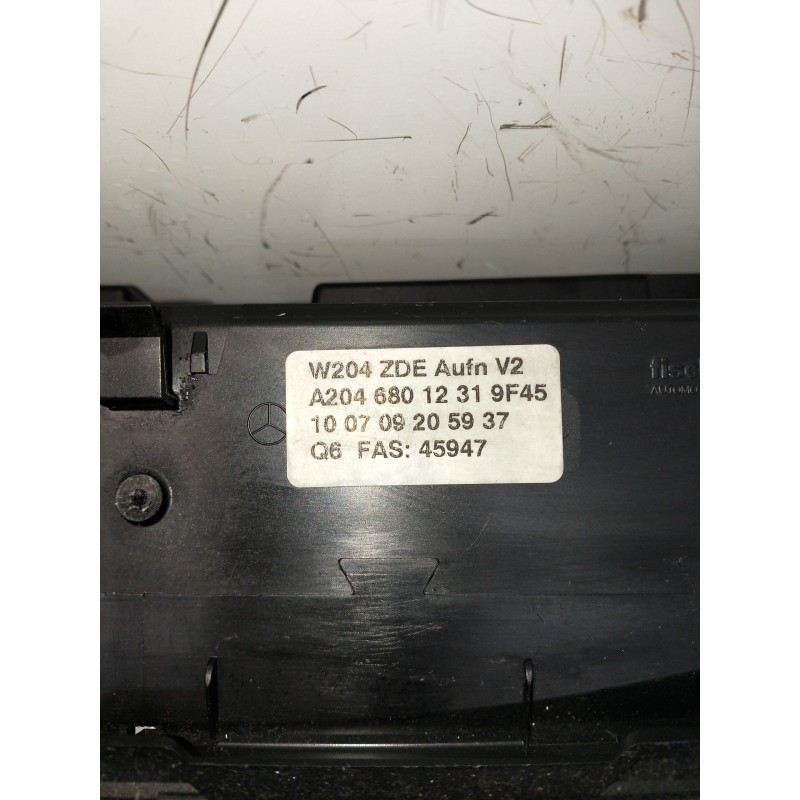 W204 ZDE Aufn V2
A204 680 12 31 9F45
10 07 09 20 59 37
Q6 FAS: 45947